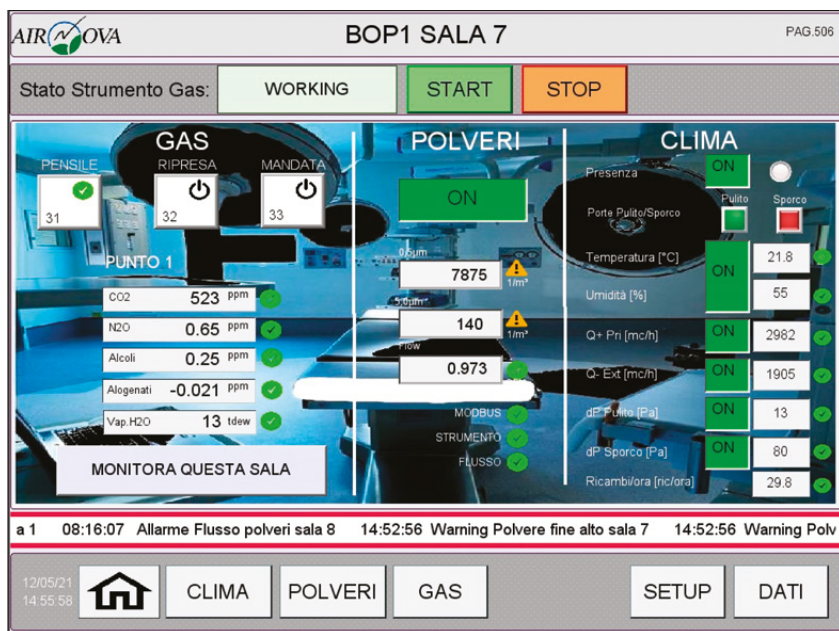 AIRNOVA
BOP1 SALA 7
PAG.506
Stato Strumento Gas:
WORKING
START
STOP
GAS
PENSILE
RIPRESA
MANDATA
31
32
33
PUNTO 1
CO2 523 ppm
N2O 0.65 ppm
Alcoli 0.25 ppm
Alogenati -0.021 ppm
Vap.H2O 13 tdew
MONITORA QUESTA SALA
POLVERI
ON
0,5µm
7875 1/m³
5,0µm
140 1/m³
Flow
0.973
MODBUS
STRUMENTO
FLUSSO
CLIMA
Presenza ON
Pulito Sporco
Porte Pulito/Sporco
Temperatura [°C] 21.8
ON
Umidità [%] 55
Q+ Pri [mc/h] ON 2982
Q- Ext [mc/h] ON 1905
dP Pulito [Pa] ON 13
dP Sporco [Pa] ON 80
Ricambi/ora [ric/ora] 29.8
a 1 08:16:07 Allarme Flusso polveri sala 8 14:52:56 Warning Polvere fine alto sala 7 14:52:56 Warning Polv
12/05/21
14:55:58
CLIMA
POLVERI
GAS
SETUP
DATI